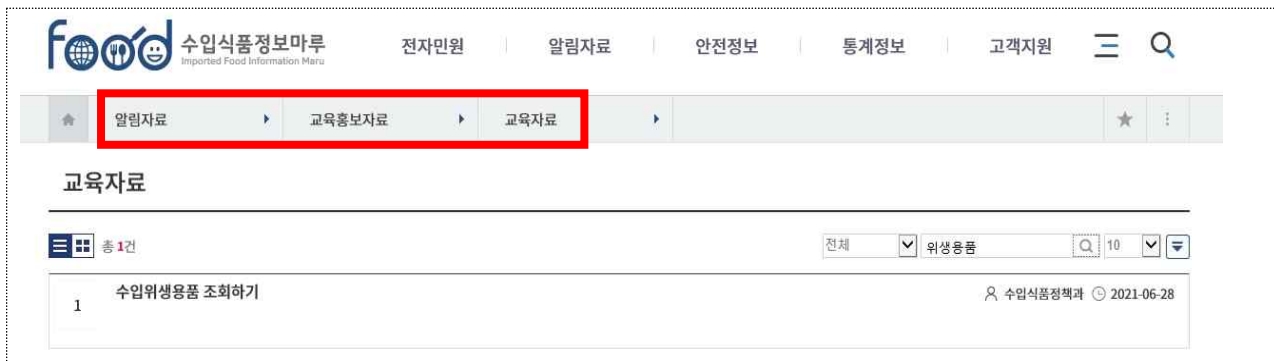 food 수입식품정보마루 전자민원 알림자료 안전정보 통계정보 고객지원
Imported Food Information Maru
알림자료 교육홍보자료 교육자료
교육자료
총 1건 전체 위생용품 10
1 수입위생용품 조회하기 수입식품정책과 2021-06-28